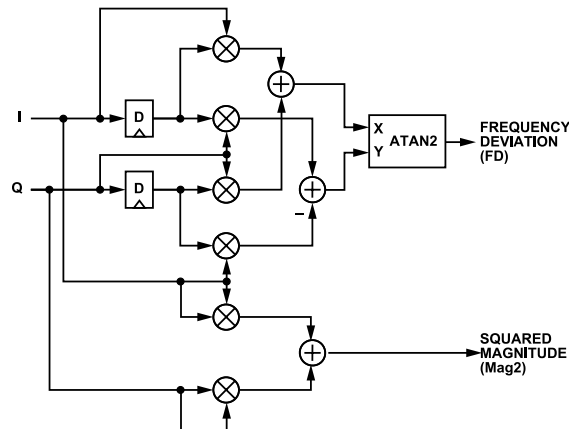 I
D
X
Y
ATAN2
FREQUENCY
DEVIATION
(FD)
Q
D
SQUARED
MAGNITUDE
(Mag2)